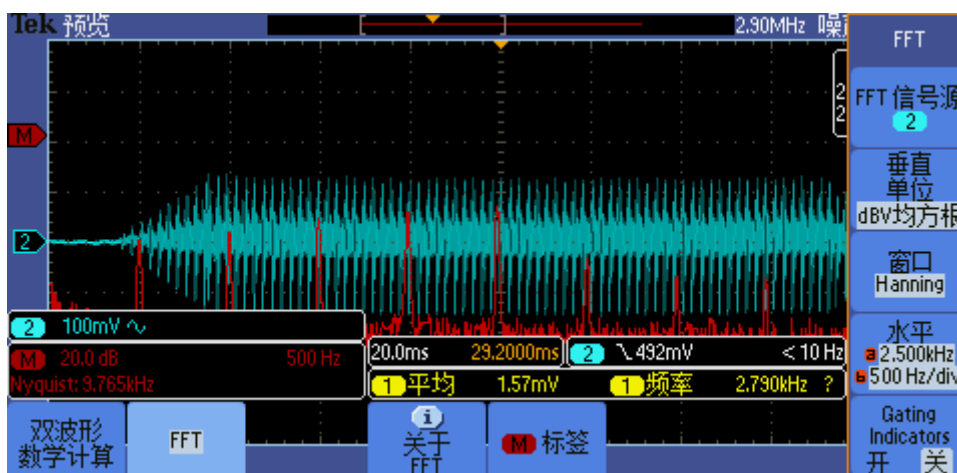 Tek 预览 2.90MHz 噪
FFT
FFT 信号源
2
垂直
单位
dBV均方根
窗口
Hanning
水平
a 2.500kHz
b 500 Hz/div
Gating
Indicators
开 关
2
2
M
2
2 100mV
M 20.0 dB 500 Hz
Nyquist: 9.765kHz
20.0ms 29.2000ms
2 492mV < 10 Hz
1 平均 1.57mV
1 频率 2.790kHz ?
双波形
数学计算
FFT
i
关于
FFT
M 标签